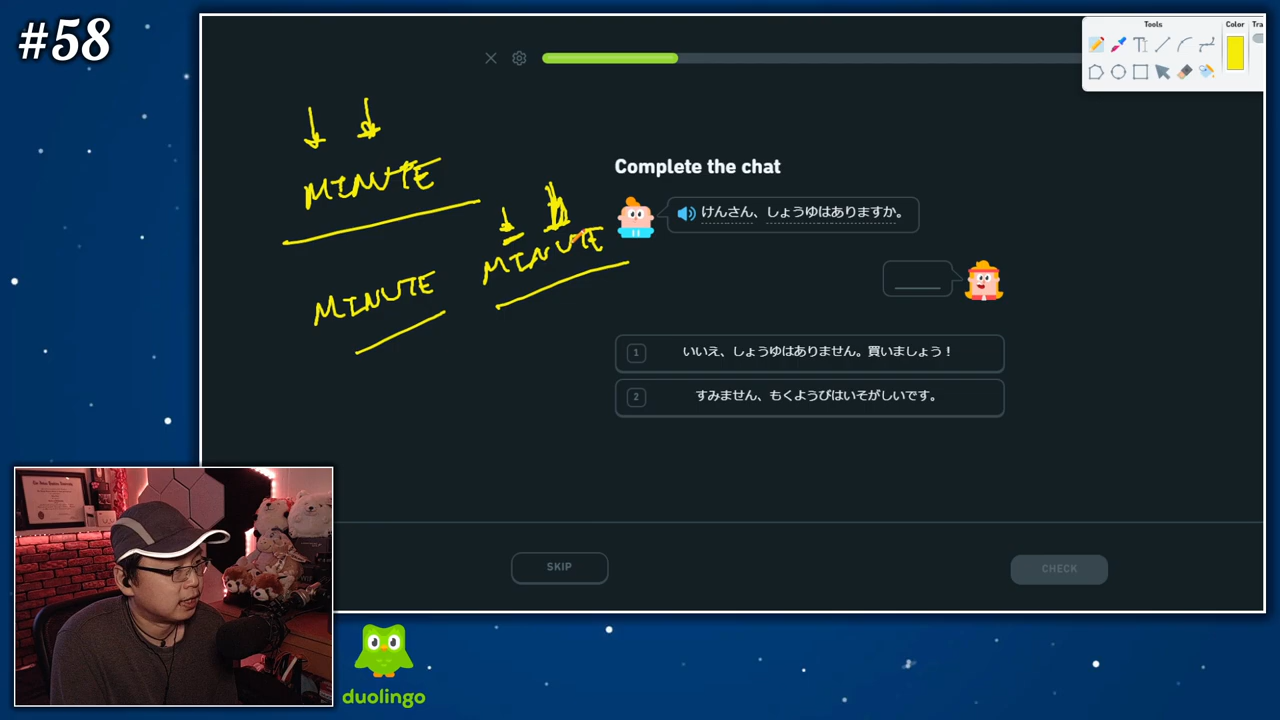 #58
Tools
Color
Tra
MINUTE
MINUTE
MINUTE
Complete the chat
けんさん、しょうゆはありますか。
1 いいえ、しょうゆはありません。買いましょう！
2 すみません、もくようびはいそがしいです。
SKIP
CHECK
duolingo